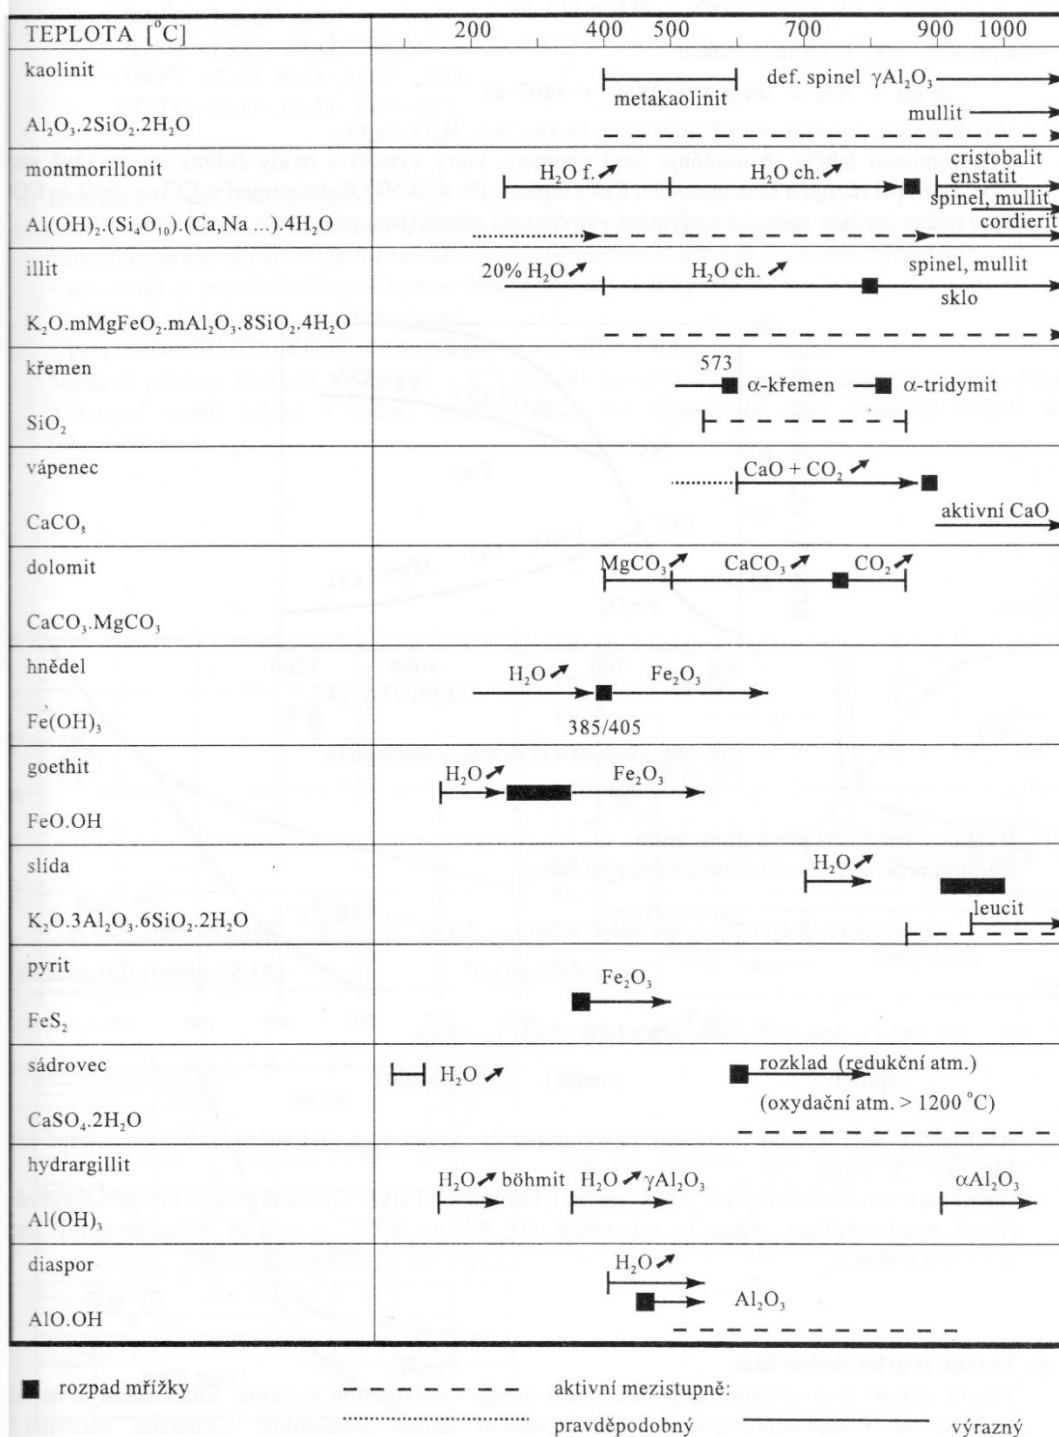 TEPLOTA [°C] 200 400 500 700 900 1000
kaolinit def. spinel γAl₂O₃
metakaolinit
mullit
Al₂O₃.2SiO₂.2H₂O
cristobalit
montmorillonit H₂O f. H₂O ch. enstatit
spinel, mullit
Al(OH)₂.(Si₄O₁₀).(Ca,Na ...).4H₂O cordierit
illit 20% H₂O H₂O ch. spinel, mullit
sklo
K₂O.mMgFeO₂.mAl₂O₃.8SiO₂.4H₂O
křemen 573
α-křemen α-tridymit
SiO₂
vápenec CaO + CO₂
CaCO₈ aktivní CaO
dolomit MgCO₃ CaCO₃ CO₂
CaCO₃.MgCO₃
hnědel H₂O Fe₂O₃
Fe(OH)₃ 385/405
goethit H₂O Fe₂O₃
FeO.OH
slída H₂O
leucit
K₂O.3Al₂O₃.6SiO₂.2H₂O
pyrit Fe₂O₃
FeS₂
sádrovec H₂O rozklad (redukční atm.)
(oxydační atm. > 1200 °C)
CaSO₄.2H₂O
hydrargillit H₂O böhmit H₂O γAl₂O₃ αAl₂O₃
Al(OH)₃
diaspor H₂O
AlO.OH Al₂O₃
rozpad mřížky aktivní mezistupně:
pravděpodobný výrazný